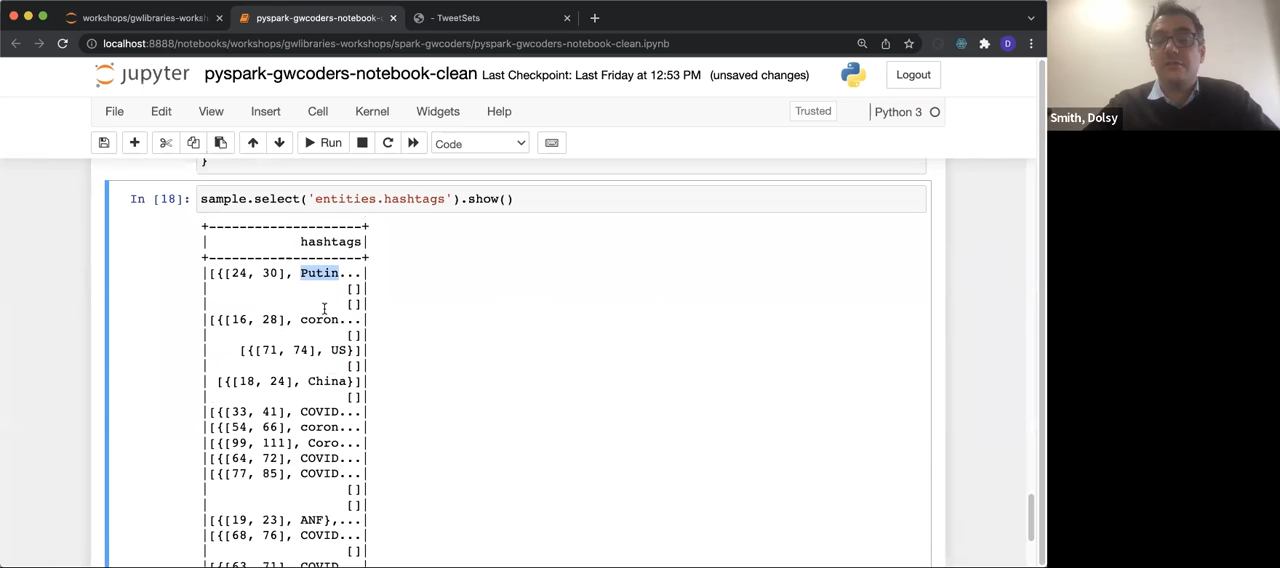 workshops/gwlibraries-worksh
pyspark-gwcoders-notebook-
- TweetSets
localhost:8888/notebooks/workshops/gwlibraries-workshops/spark-gwcoders/pyspark-gwcoders-notebook-clean.ipynb
D
jupyter pyspark-gwcoders-notebook-clean Last Checkpoint: Last Friday at 12:53 PM (unsaved changes)
Logout
File Edit View Insert Cell Kernel Widgets Help
Trusted
Python 3
Run
Code
Smith, Dolsy
}
In [18]: sample.select('entities.hashtags').show()
+--------------------+
|            hashtags|
+--------------------+
|[{[24, 30], Putin...|
|                  []|
|                  []|
|[{[16, 28], coron...|
|                  []|
|    [{[71, 74], US}]|
|                  []|
| [{[18, 24], China}]|
|                  []|
|[{[33, 41], COVID...|
|[{[54, 66], coron...|
|[{[99, 111], Coro...|
|[{[64, 72], COVID...|
|[{[77, 85], COVID...|
|                  []|
|                  []|
|[{[19, 23], ANF},...|
|[{[68, 76], COVID...|
|                  []|
|[{[63, 71], COVID...|